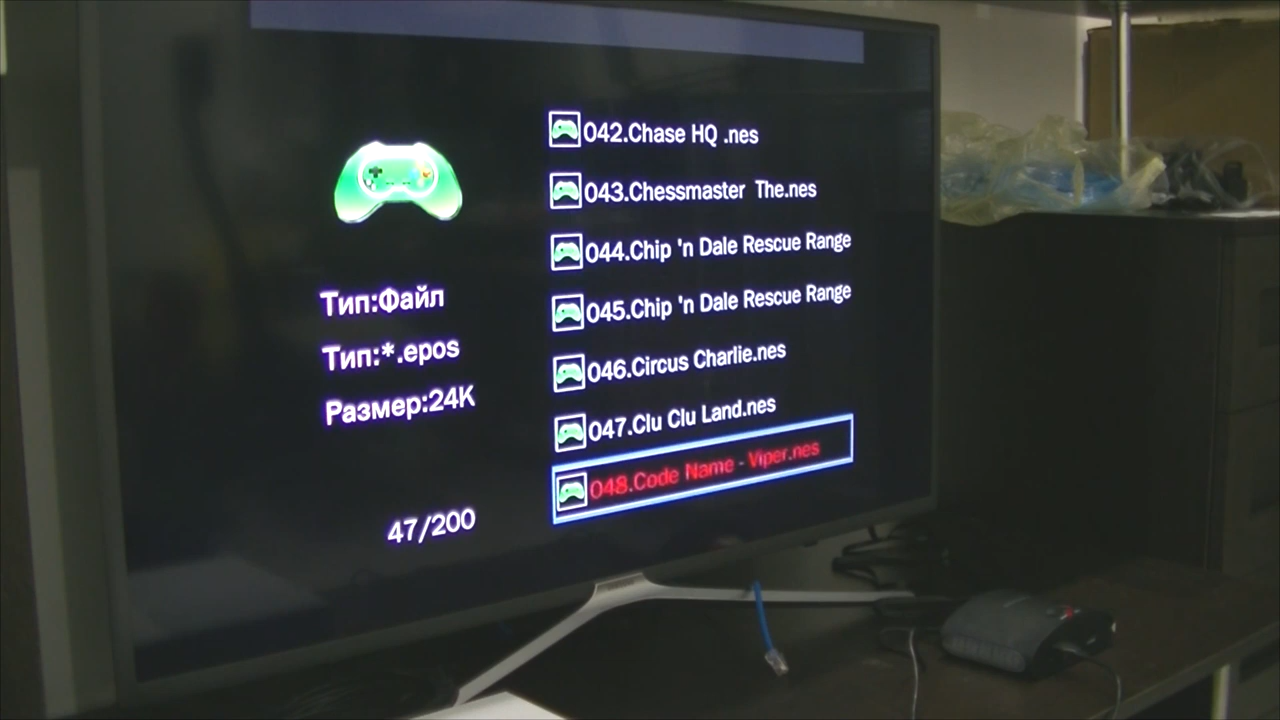 042.Chase HQ .nes
043.Chessmaster  The.nes
044.Chip 'n Dale Rescue Range
045.Chip 'n Dale Rescue Range
046.Circus Charlie.nes
047.Clu Clu Land.nes
048.Code Name - Viper.nes
Тип:Файл
Тип:*.epos
Размер:24K
47/200